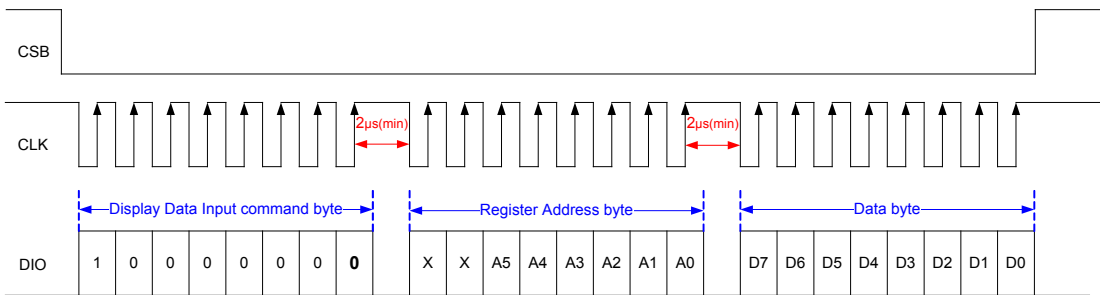 CSB
2µs(min) 2µs(min)
CLK
Display Data Input command byte Register Address byte Data byte
DIO 1 0 0 0 0 0 0 0 X X A5 A4 A3 A2 A1 A0 D7 D6 D5 D4 D3 D2 D1 D0